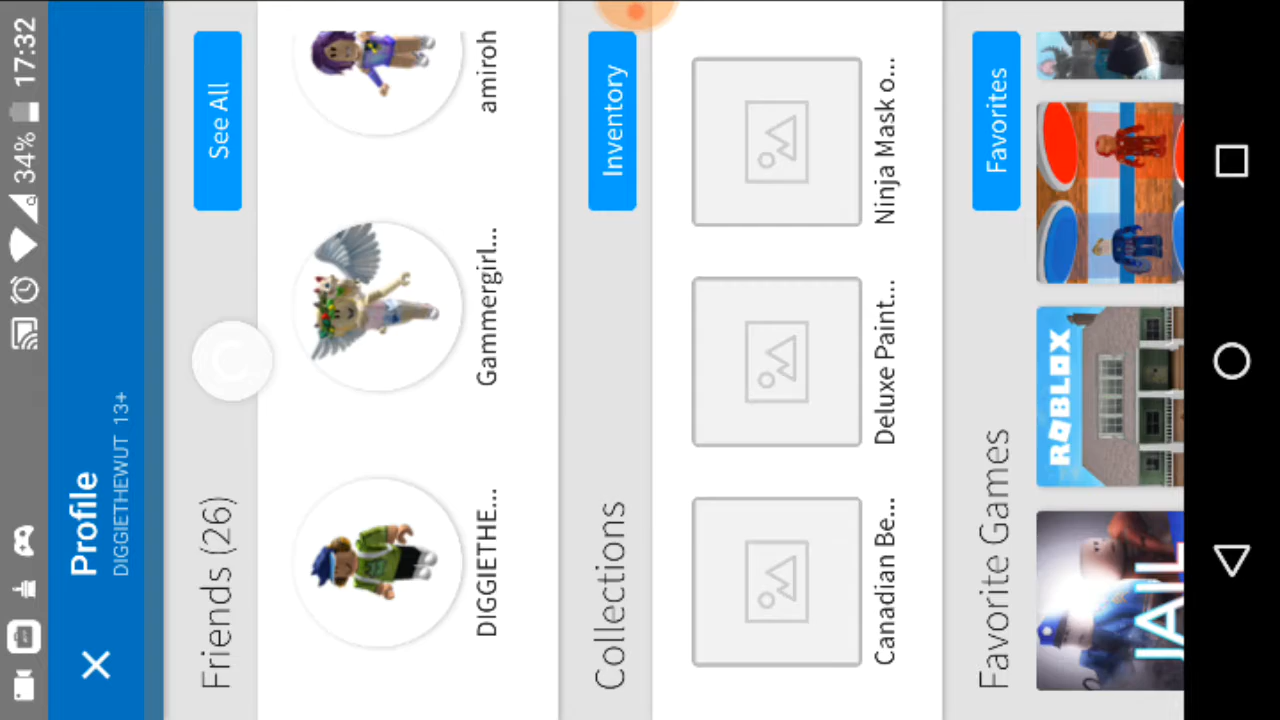 34% 17:32
Profile
DIGGIETHEWUT 13+
Friends (26)
See All
DIGGIETHE...
Gammergirl...
amiroh
Collections
Inventory
Canadian Be...
Deluxe Paint...
Ninja Mask o...
Favorite Games
Favorites
JAIL
ROBLOX